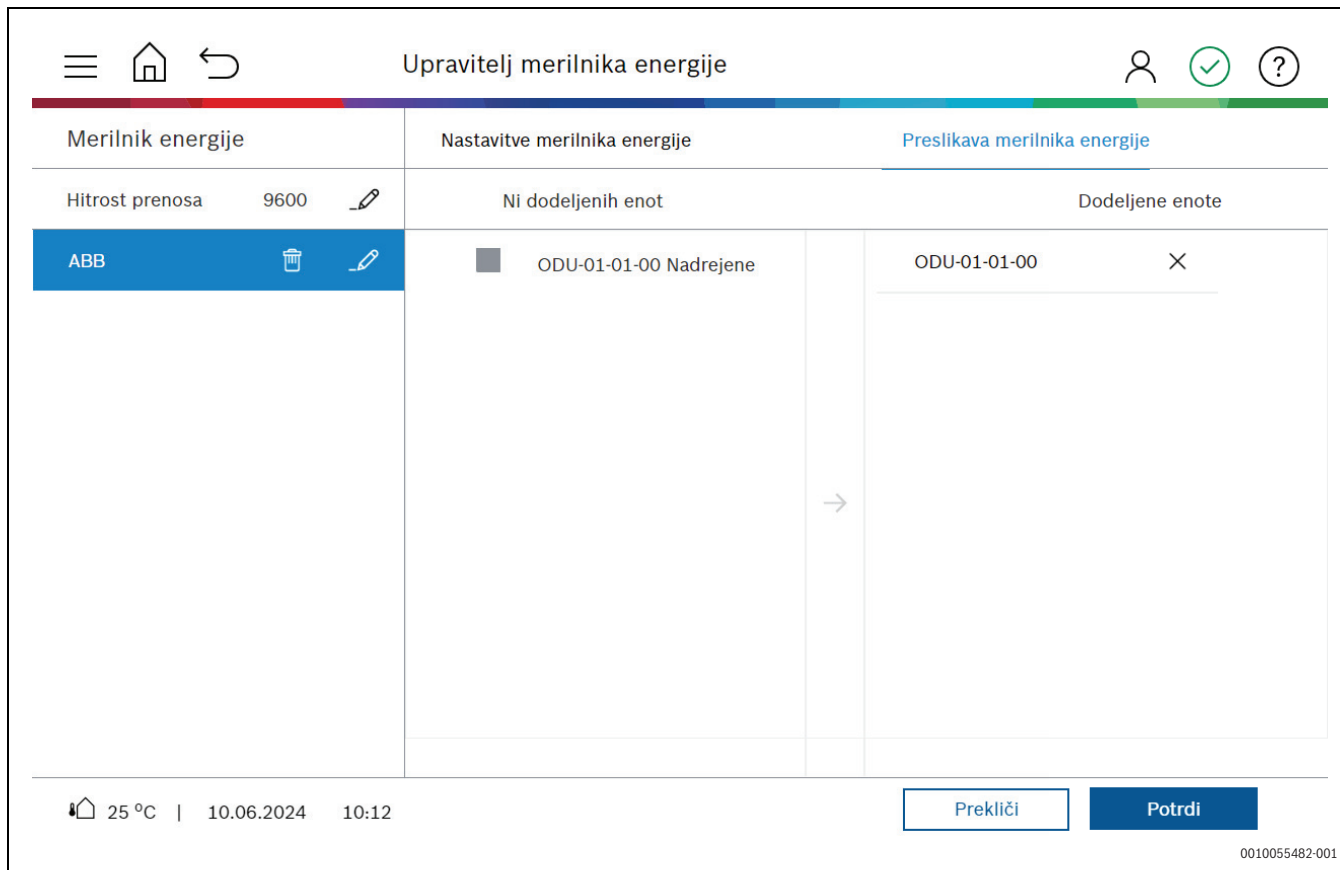 Upravitelj merilnika energije
Merilnik energije
Nastavitve merilnika energije
Preslikava merilnika energije
Hitrost prenosa 9600
Ni dodeljenih enot
Dodeljene enote
ABB
ODU-01-01-00 Nadrejene
ODU-01-01-00
25 °C | 10.06.2024 10:12
Prekliči
Potrdi
0010055482-001